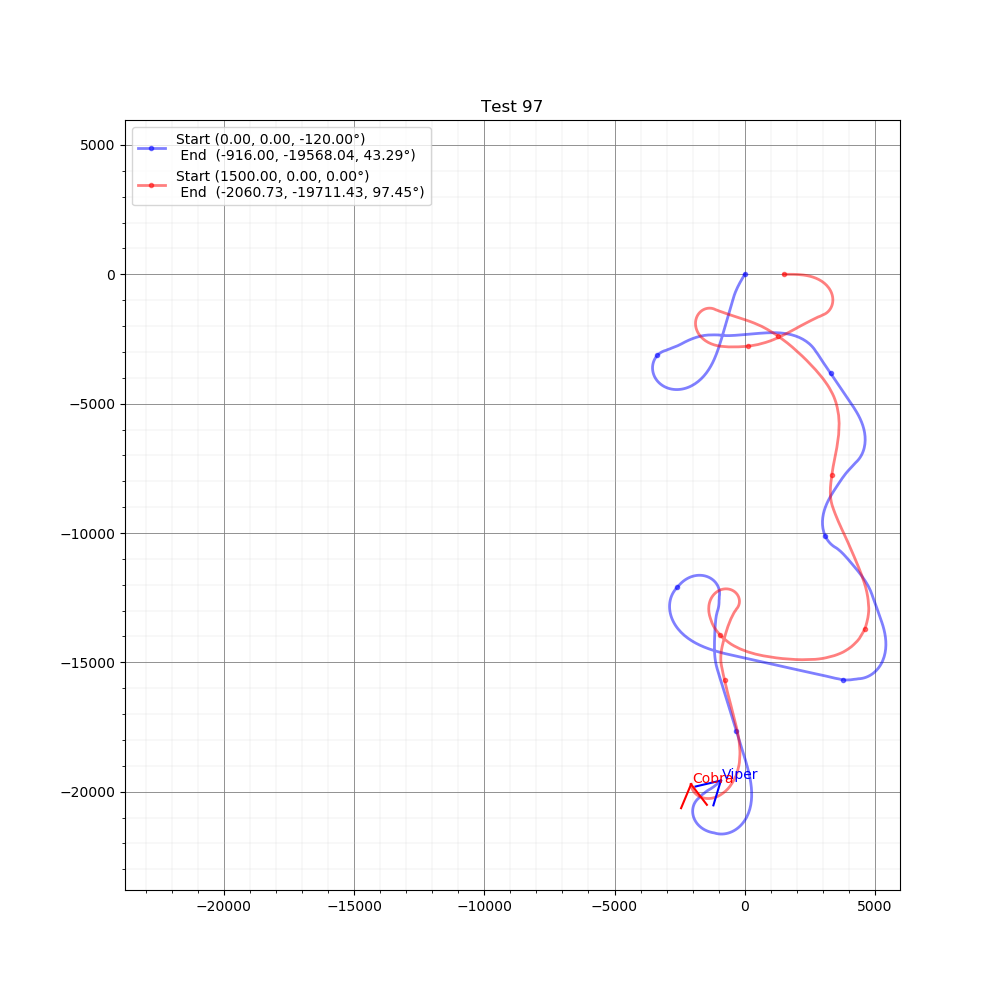 Test 97
Start (0.00, 0.00, -120.00°)
End  (-916.00, -19568.04, 43.29°)
Start (1500.00, 0.00, 0.00°)
End  (-2060.73, -19711.43, 97.45°)
5000
0
−5000
−10000
−15000
−20000
Cobra
Viper
−20000 −15000 −10000 −5000 0 5000